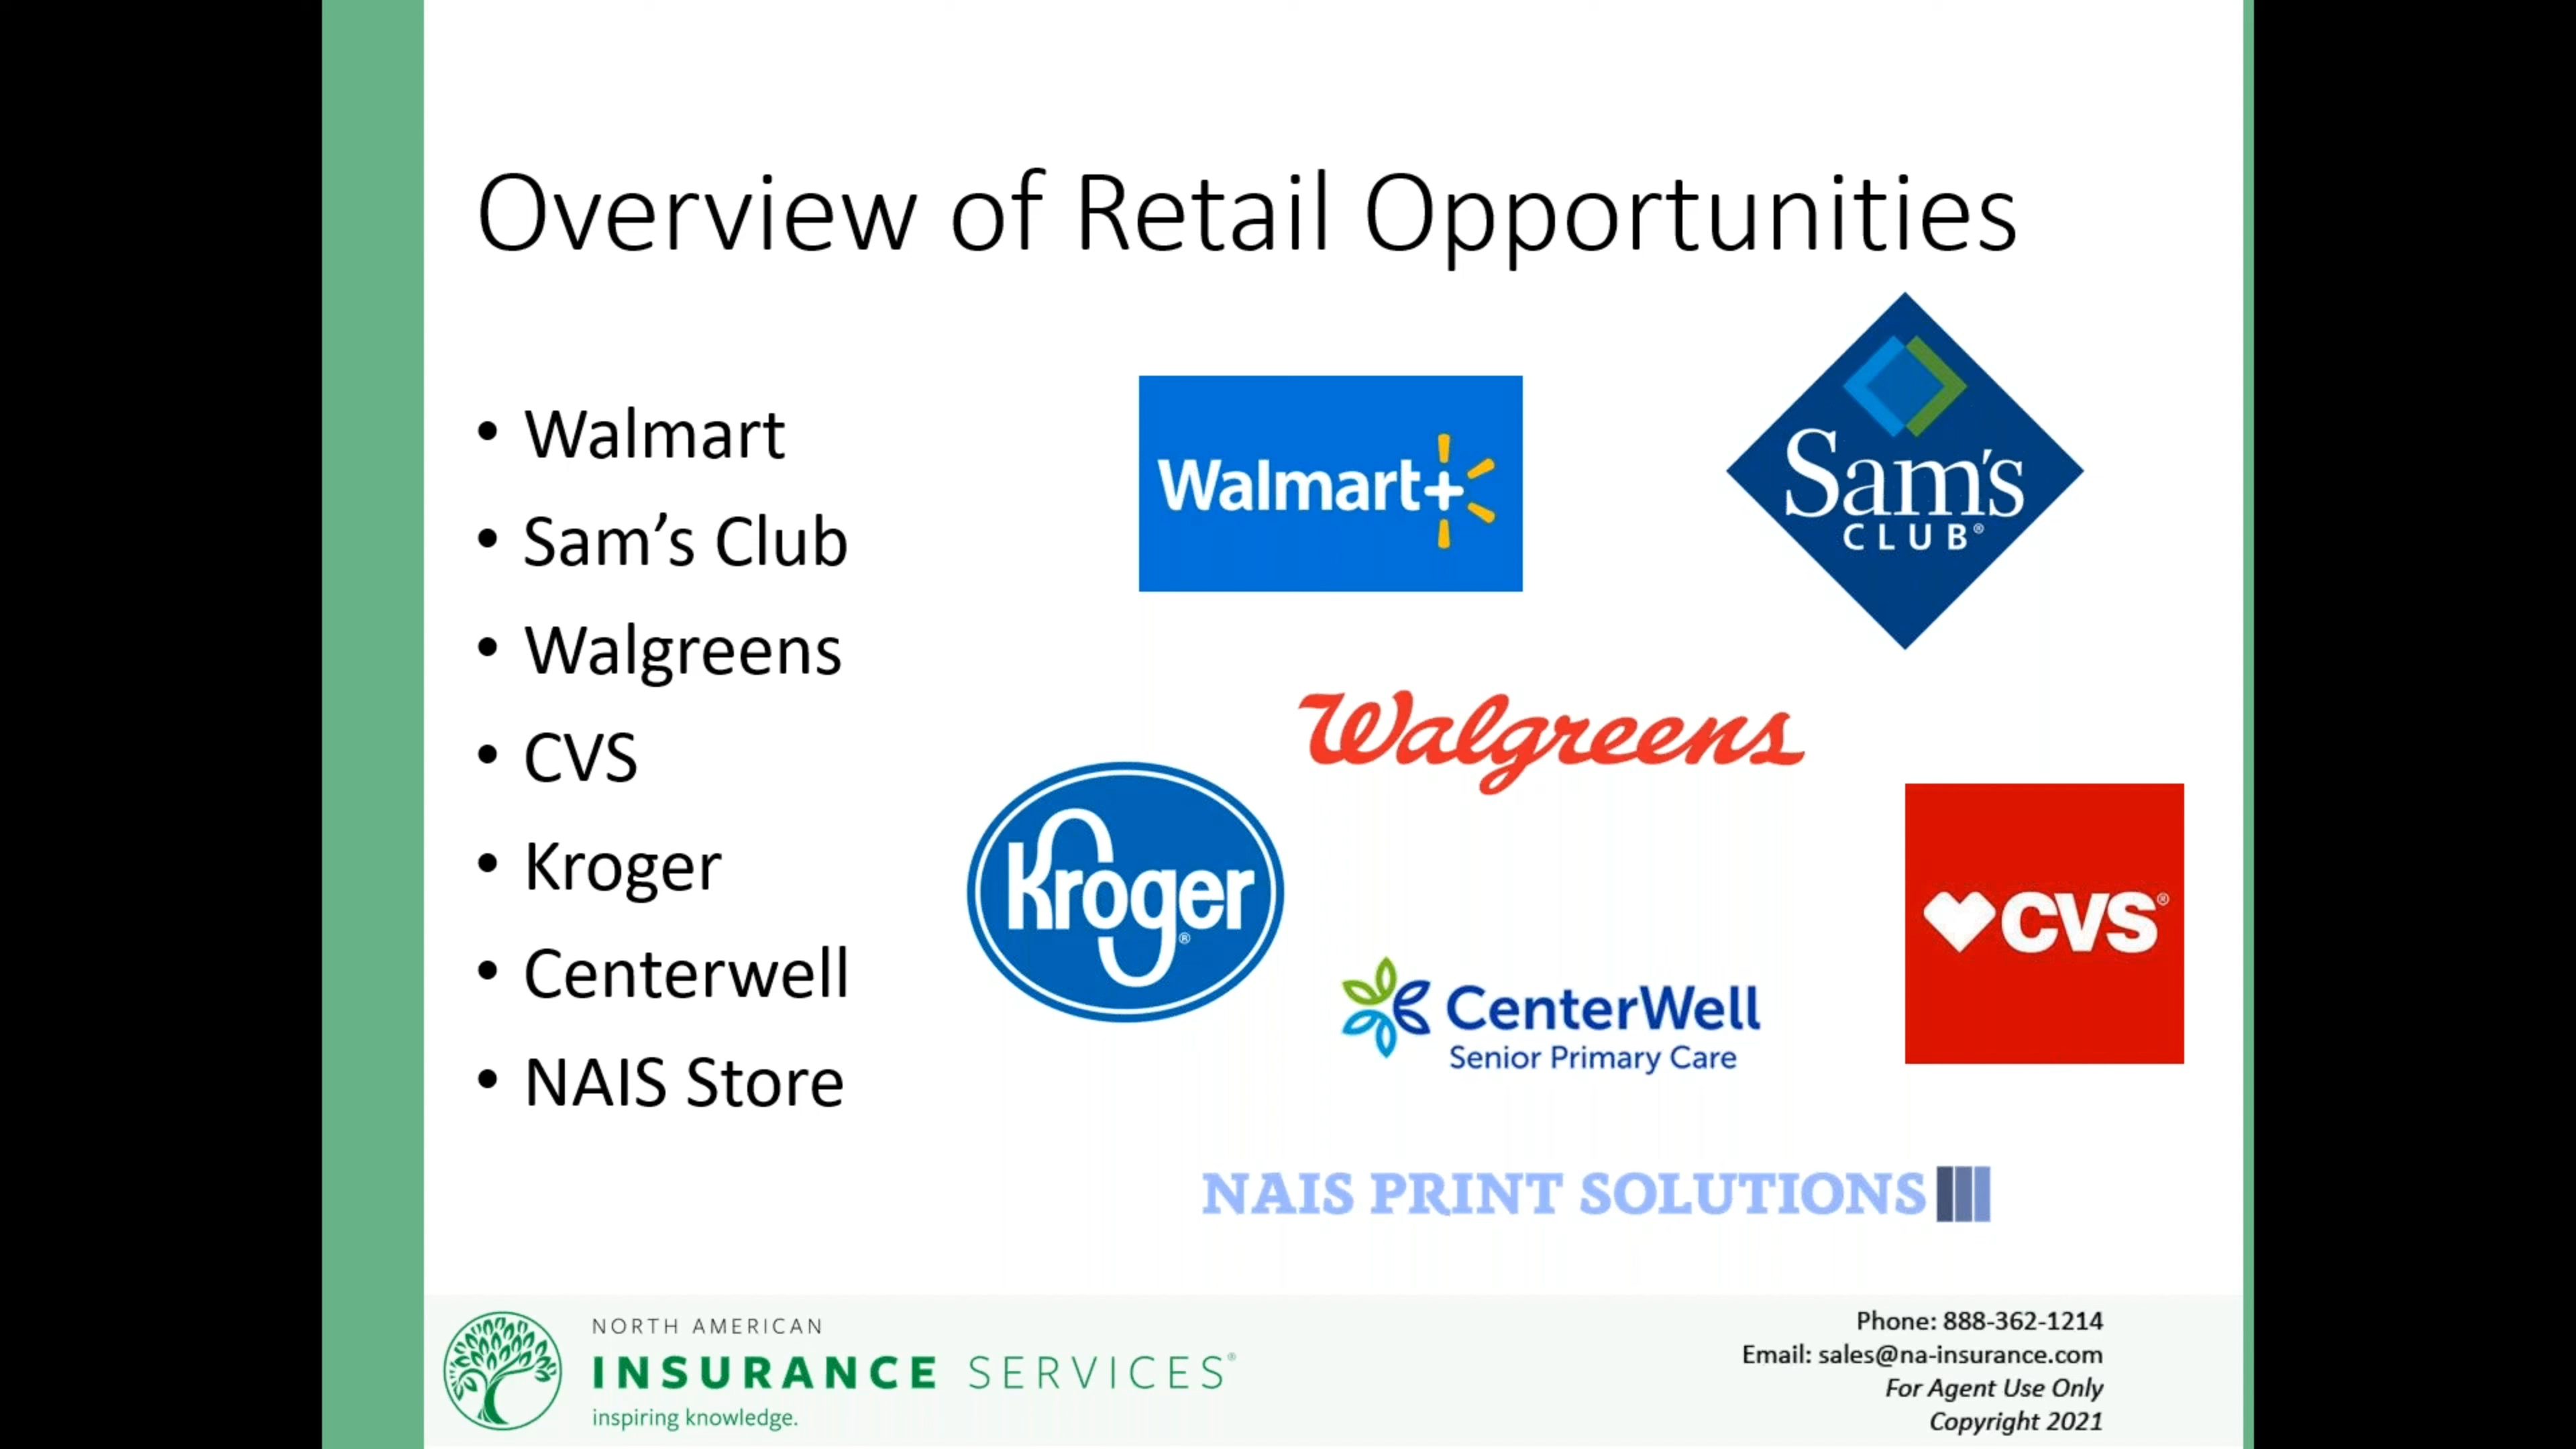 Overview of Retail Opportunities
• Walmart
• Sam’s Club
• Walgreens
• CVS
• Kroger
• Centerwell
• NAIS Store
Walmart+
Sam's
CLUB®
Walgreens
Kroger®
CVS®
CenterWell
Senior Primary Care
NAIS PRINT SOLUTIONS
NORTH AMERICAN
INSURANCE SERVICES®
inspiring knowledge.
Phone: 888-362-1214
Email: sales@na-insurance.com
For Agent Use Only
Copyright 2021